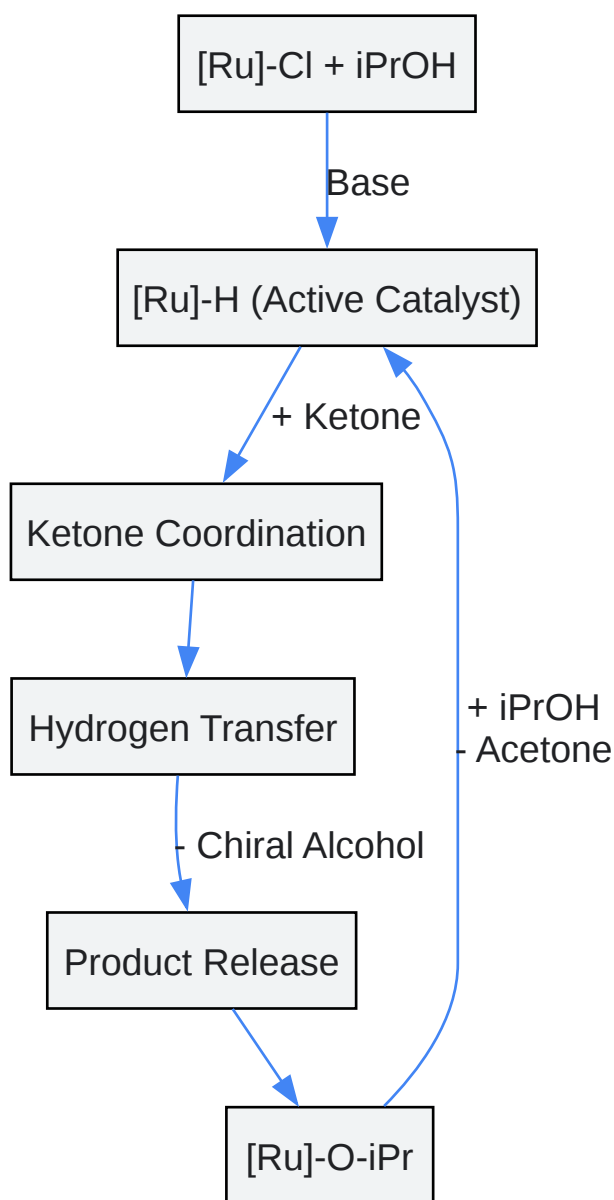 [Ru]-Cl + iPrOH
Base
[Ru]-H (Active Catalyst)
+ Ketone
Ketone Coordination
Hydrogen Transfer
+ iPrOH
- Acetone
- Chiral Alcohol
Product Release
[Ru]-O-iPr